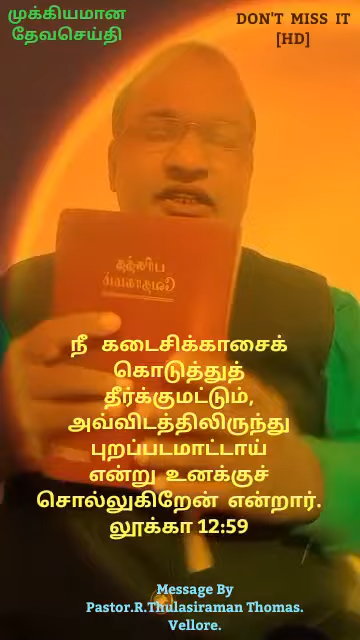 முக்கியமான
தேவசெய்தி
DON'T MISS IT
[HD]
நீ கடைசிக்காசைக்
கொடுத்துத்
தீர்க்குமட்டும்,
அவ்விடத்திலிருந்து
புறப்படமாட்டாய்
என்று உனக்குச்
சொல்லுகிறேன் என்றார்.
லூக்கா 12:59
Message By
Pastor.R.Thulasiraman Thomas.
Vellore.